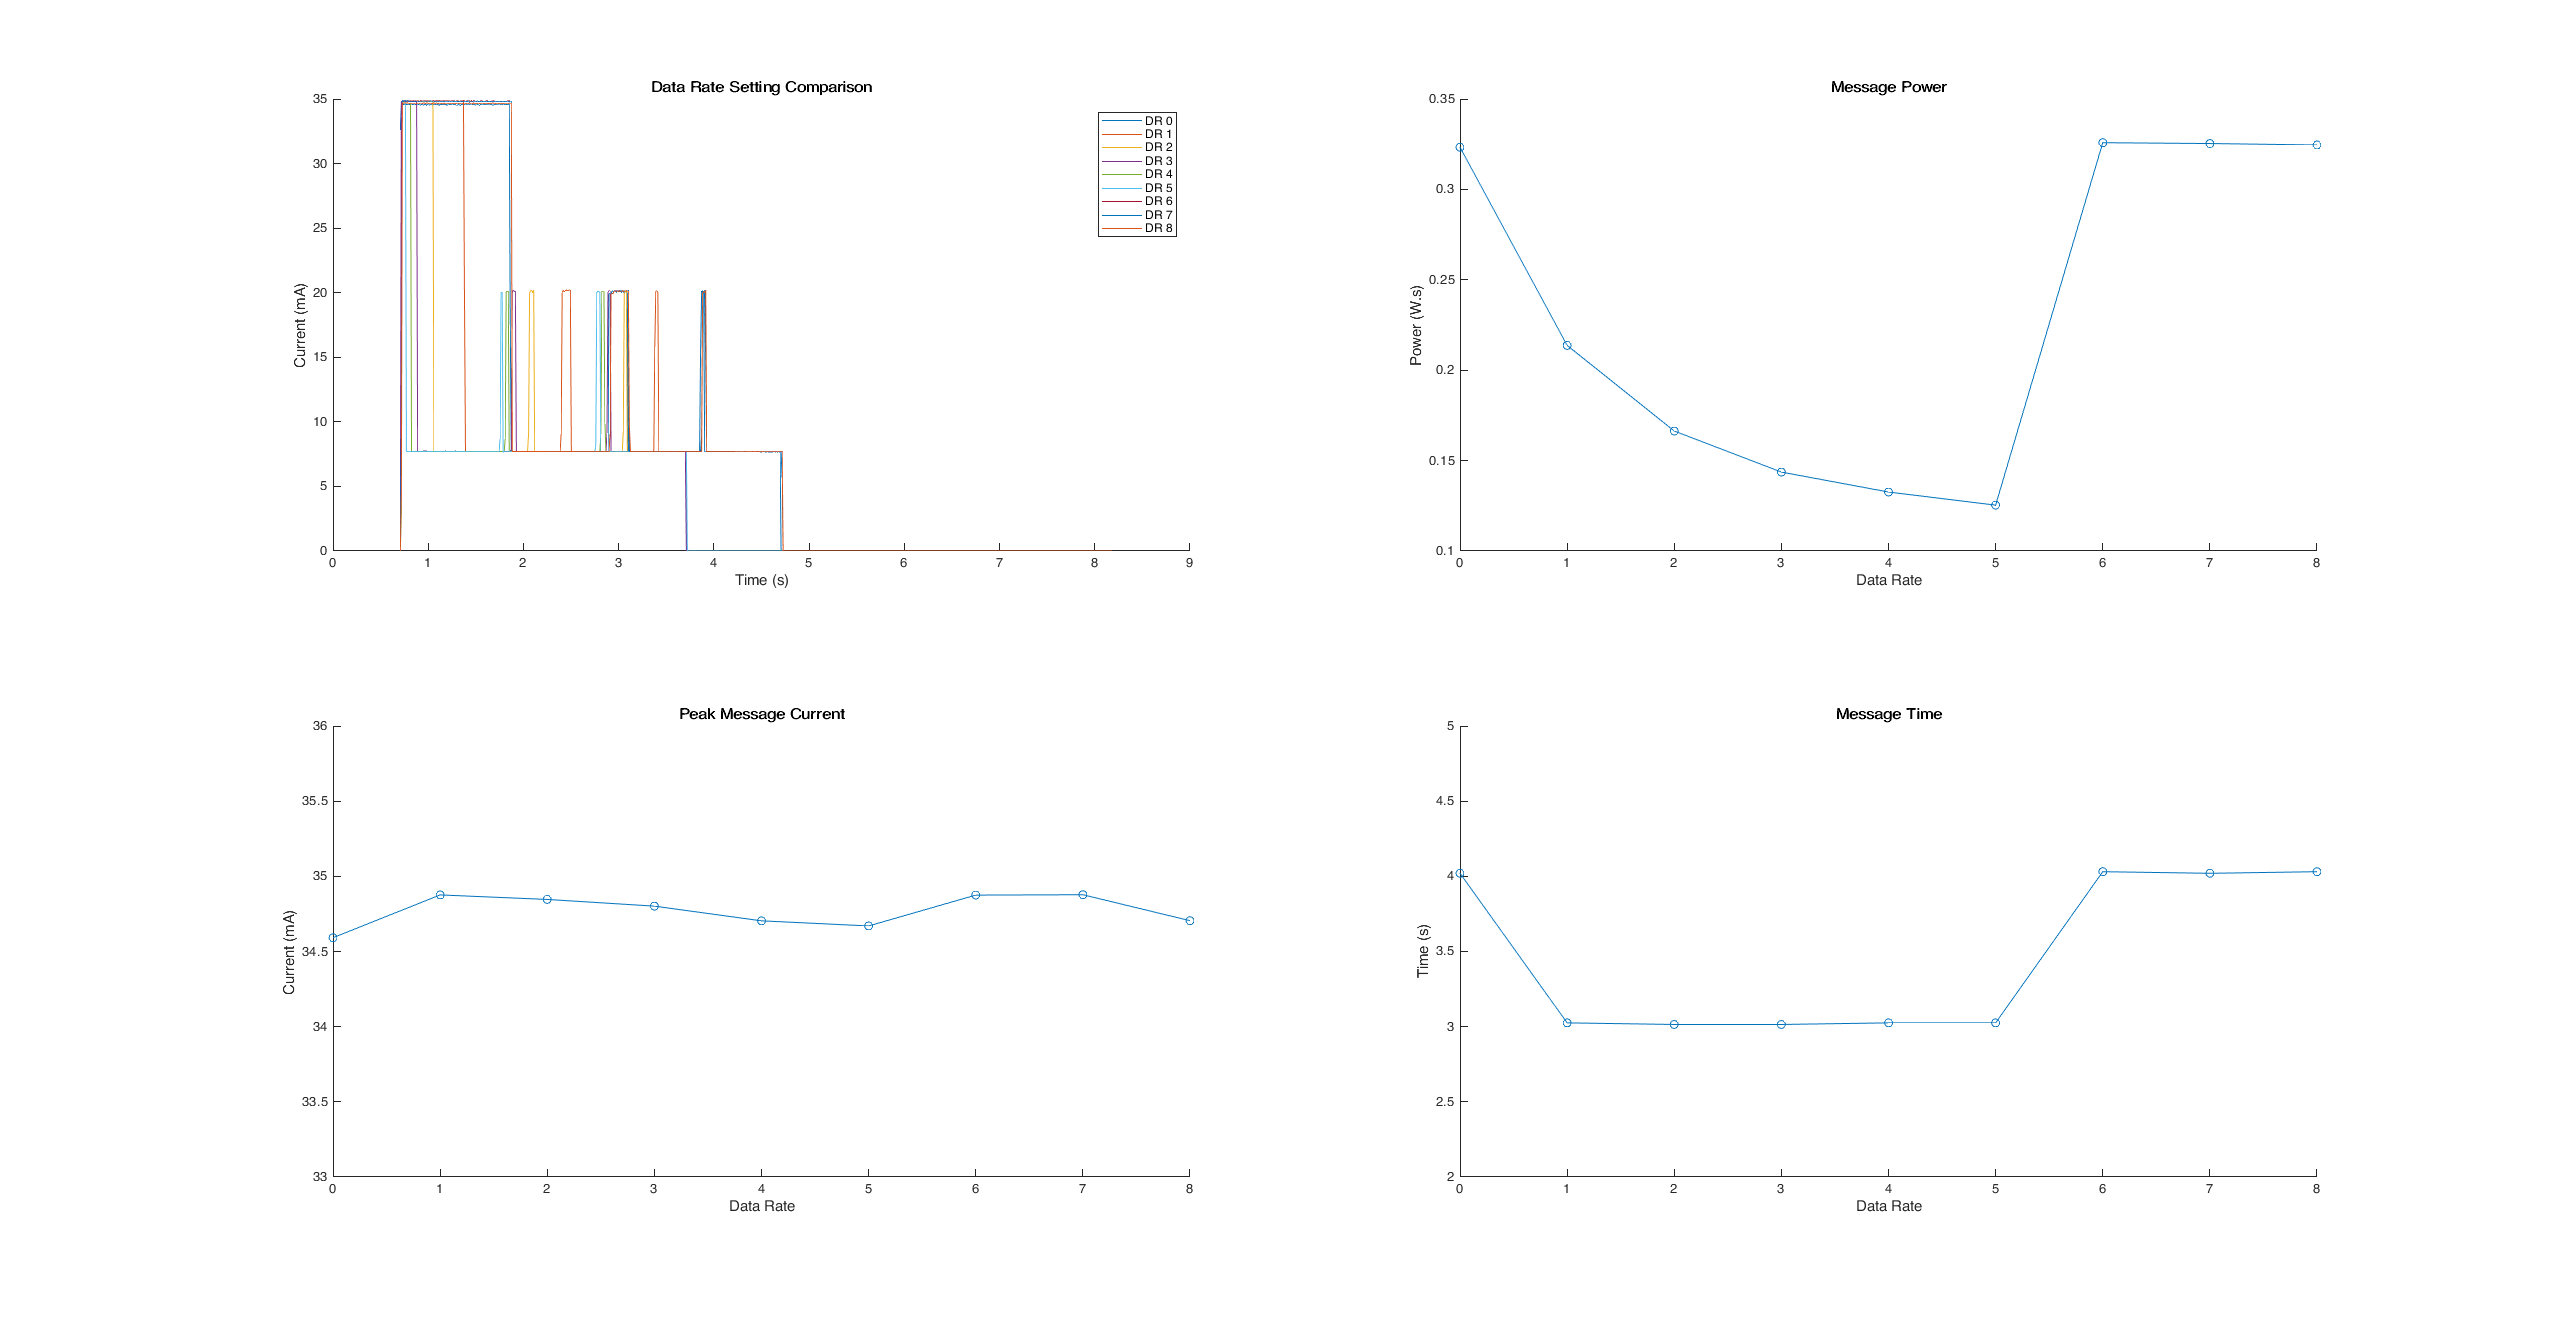 Data Rate Setting Comparison
35
30
25
20
15
10
5
0
Current (mA)
0 1 2 3 4 5 6 7 8 9
Time (s)
DR 0
DR 1
DR 2
DR 3
DR 4
DR 5
DR 6
DR 7
DR 8
Message Power
0.35
0.3
0.25
0.2
0.15
0.1
Power (W.s)
0 1 2 3 4 5 6 7 8
Data Rate
Peak Message Current
36
35.5
35
34.5
34
33.5
33
Current (mA)
0 1 2 3 4 5 6 7 8
Data Rate
Message Time
5
4.5
4
3.5
3
2.5
2
Time (s)
0 1 2 3 4 5 6 7 8
Data Rate